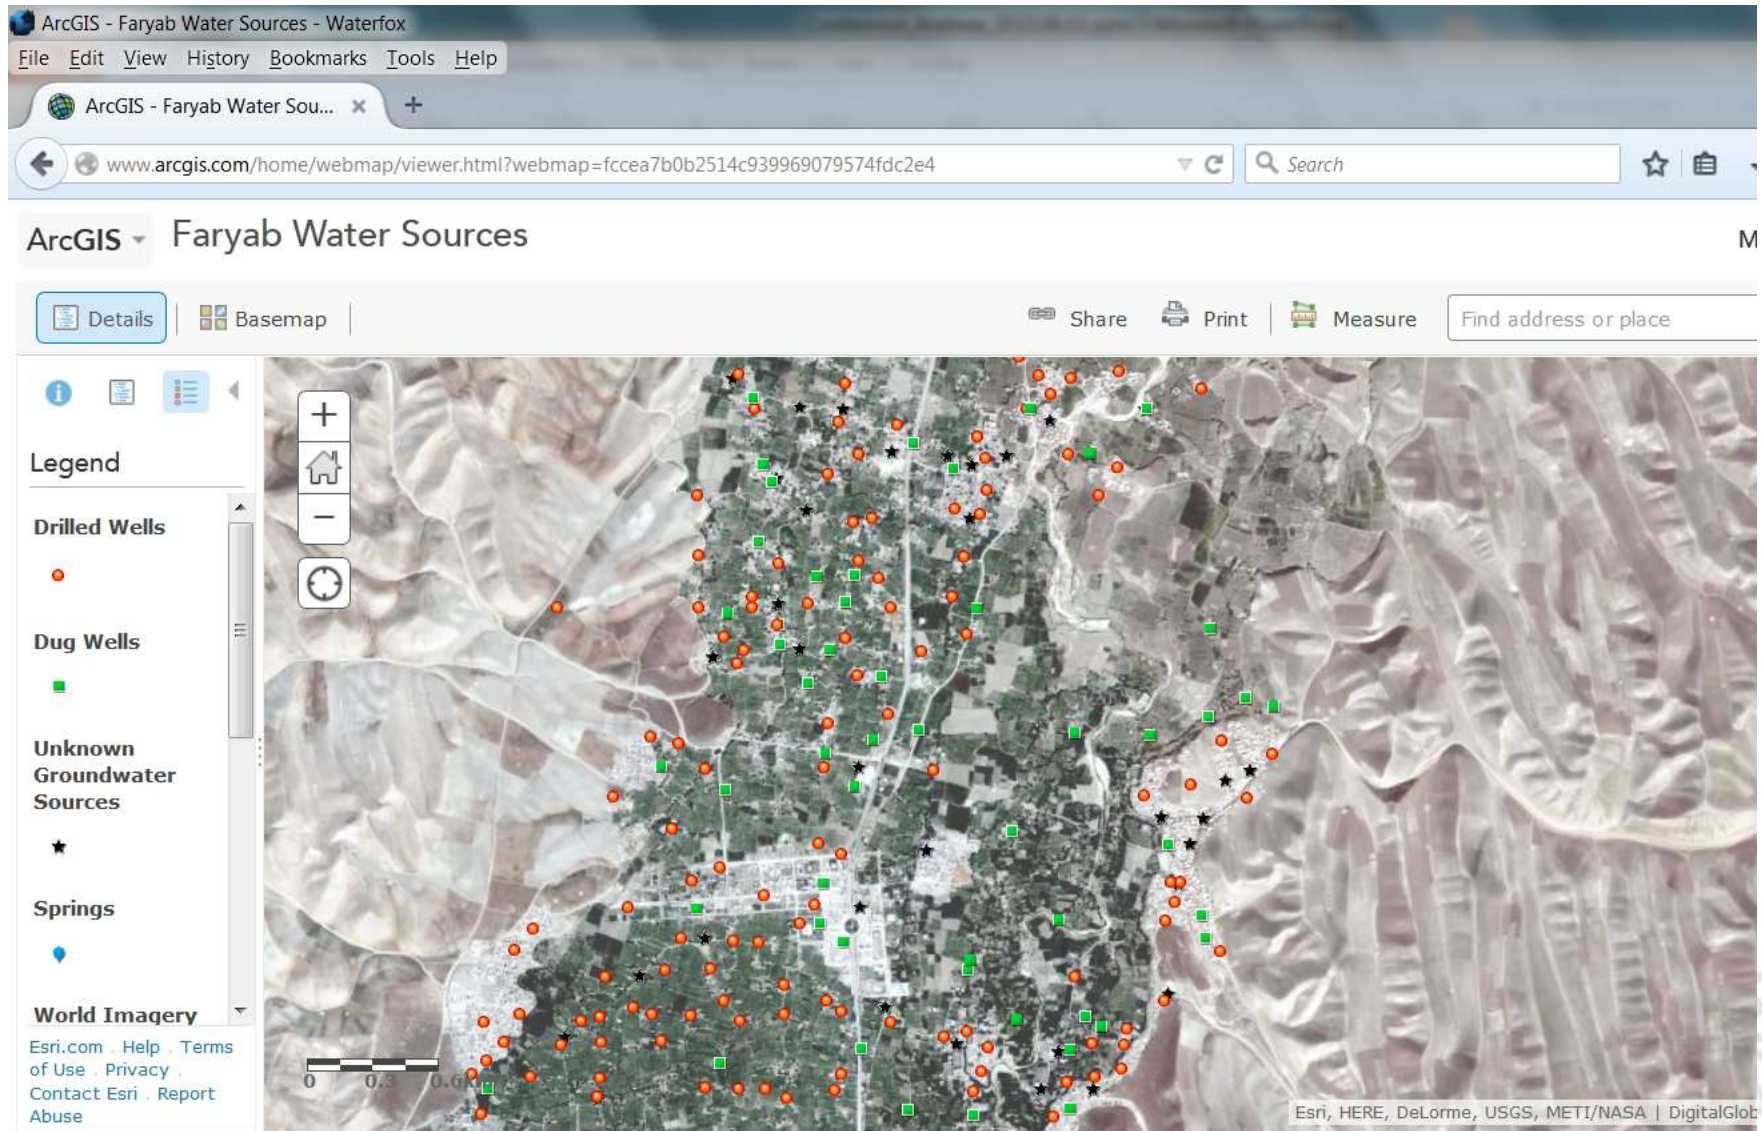 ArcGIS - Faryab Water Sources - Waterfox
File Edit View History Bookmarks Tools Help
ArcGIS - Faryab Water Sou... × +
www.arcgis.com/home/webmap/viewer.html?webmap=fccea7b0b2514c939969079574fdc2e4
Search
ArcGIS Faryab Water Sources
M
Details Basemap Share Print Measure Find address or place
Legend
Drilled Wells
Dug Wells
Unknown
Groundwater
Sources
Springs
World Imagery
Esri.com . Help . Terms
of Use . Privacy .
Contact Esri . Report
Abuse
0 0.3
Esri, HERE, DeLorme, USGS, METI/NASA | DigitalGlob